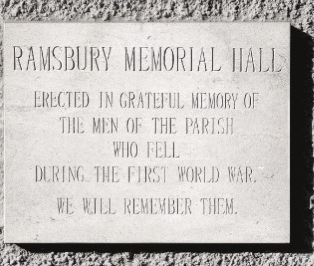 RAMSBURY MEMORIAL HALL
ERECTED IN GRATEFUL MEMORY OF
THE MEN OF THE PARISH
WHO FELL
DURING THE FIRST WORLD WAR.
WE WILL REMEMBER THEM.